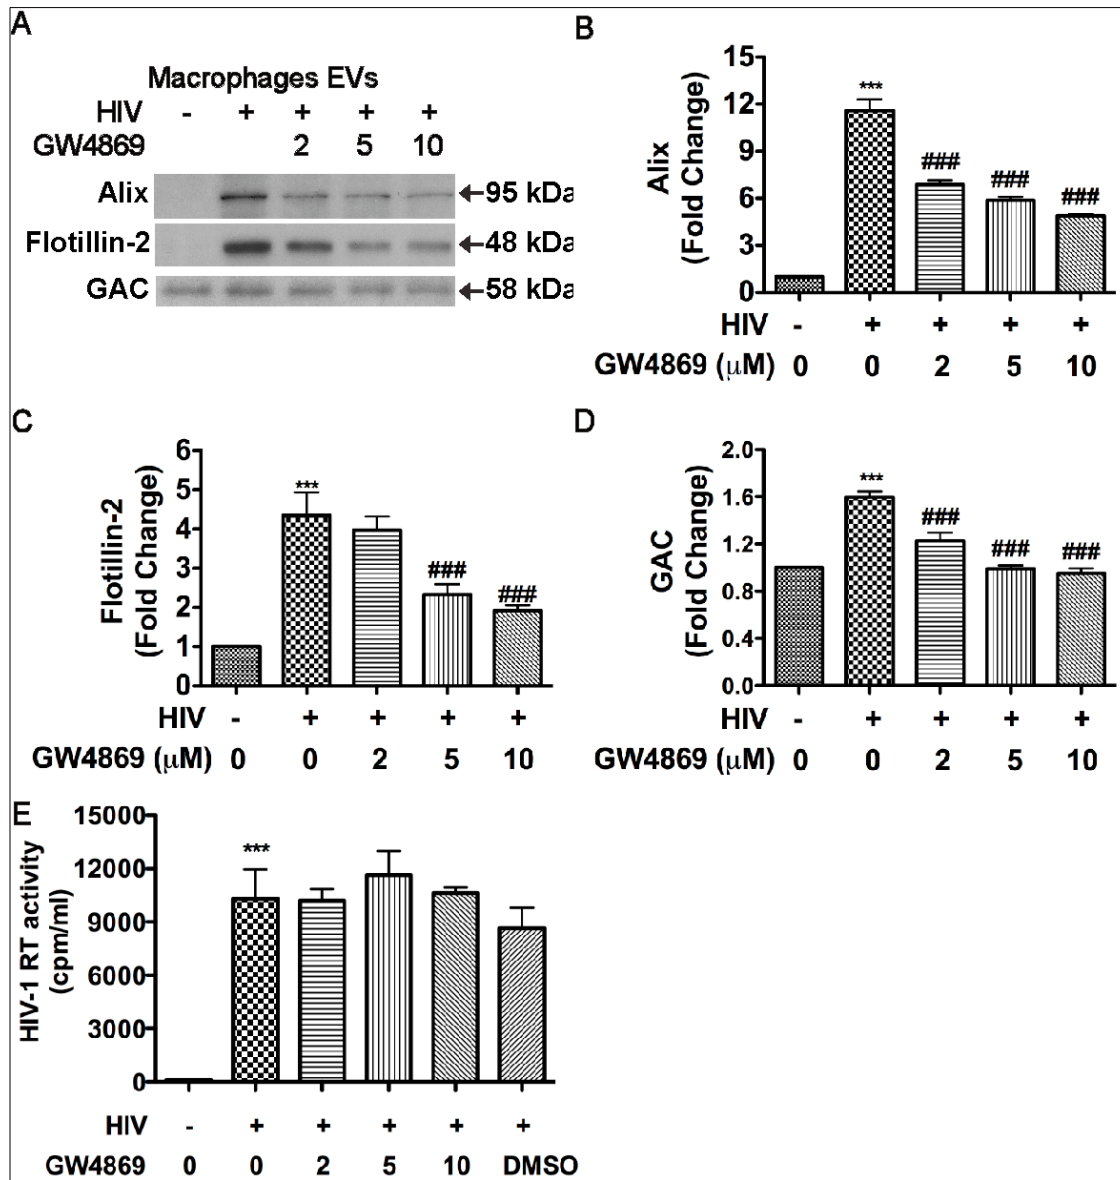 A
Macrophages EVs
HIV - + + + +
GW4869 2 5 10
Alix ←95 kDa
Flotillin-2 ←48 kDa
GAC ←58 kDa
B
Alix
(Fold Change)
15
12
9
6
3
0
***
###
###
###
HIV - + + + +
GW4869 (μM) 0 0 2 5 10
C
Flotillin-2
(Fold Change)
6
5
4
3
2
1
0
***
###
###
HIV - + + + +
GW4869 (μM) 0 0 2 5 10
D
GAC
(Fold Change)
2.0
1.6
1.2
0.8
0.4
0.0
***
###
###
###
HIV - + + + +
GW4869 (μM) 0 0 2 5 10
E
HIV-1 RT activity
(cpm/ml)
15000
12000
9000
6000
3000
0
***
HIV - + + + + +
GW4869 0 0 2 5 10 DMSO